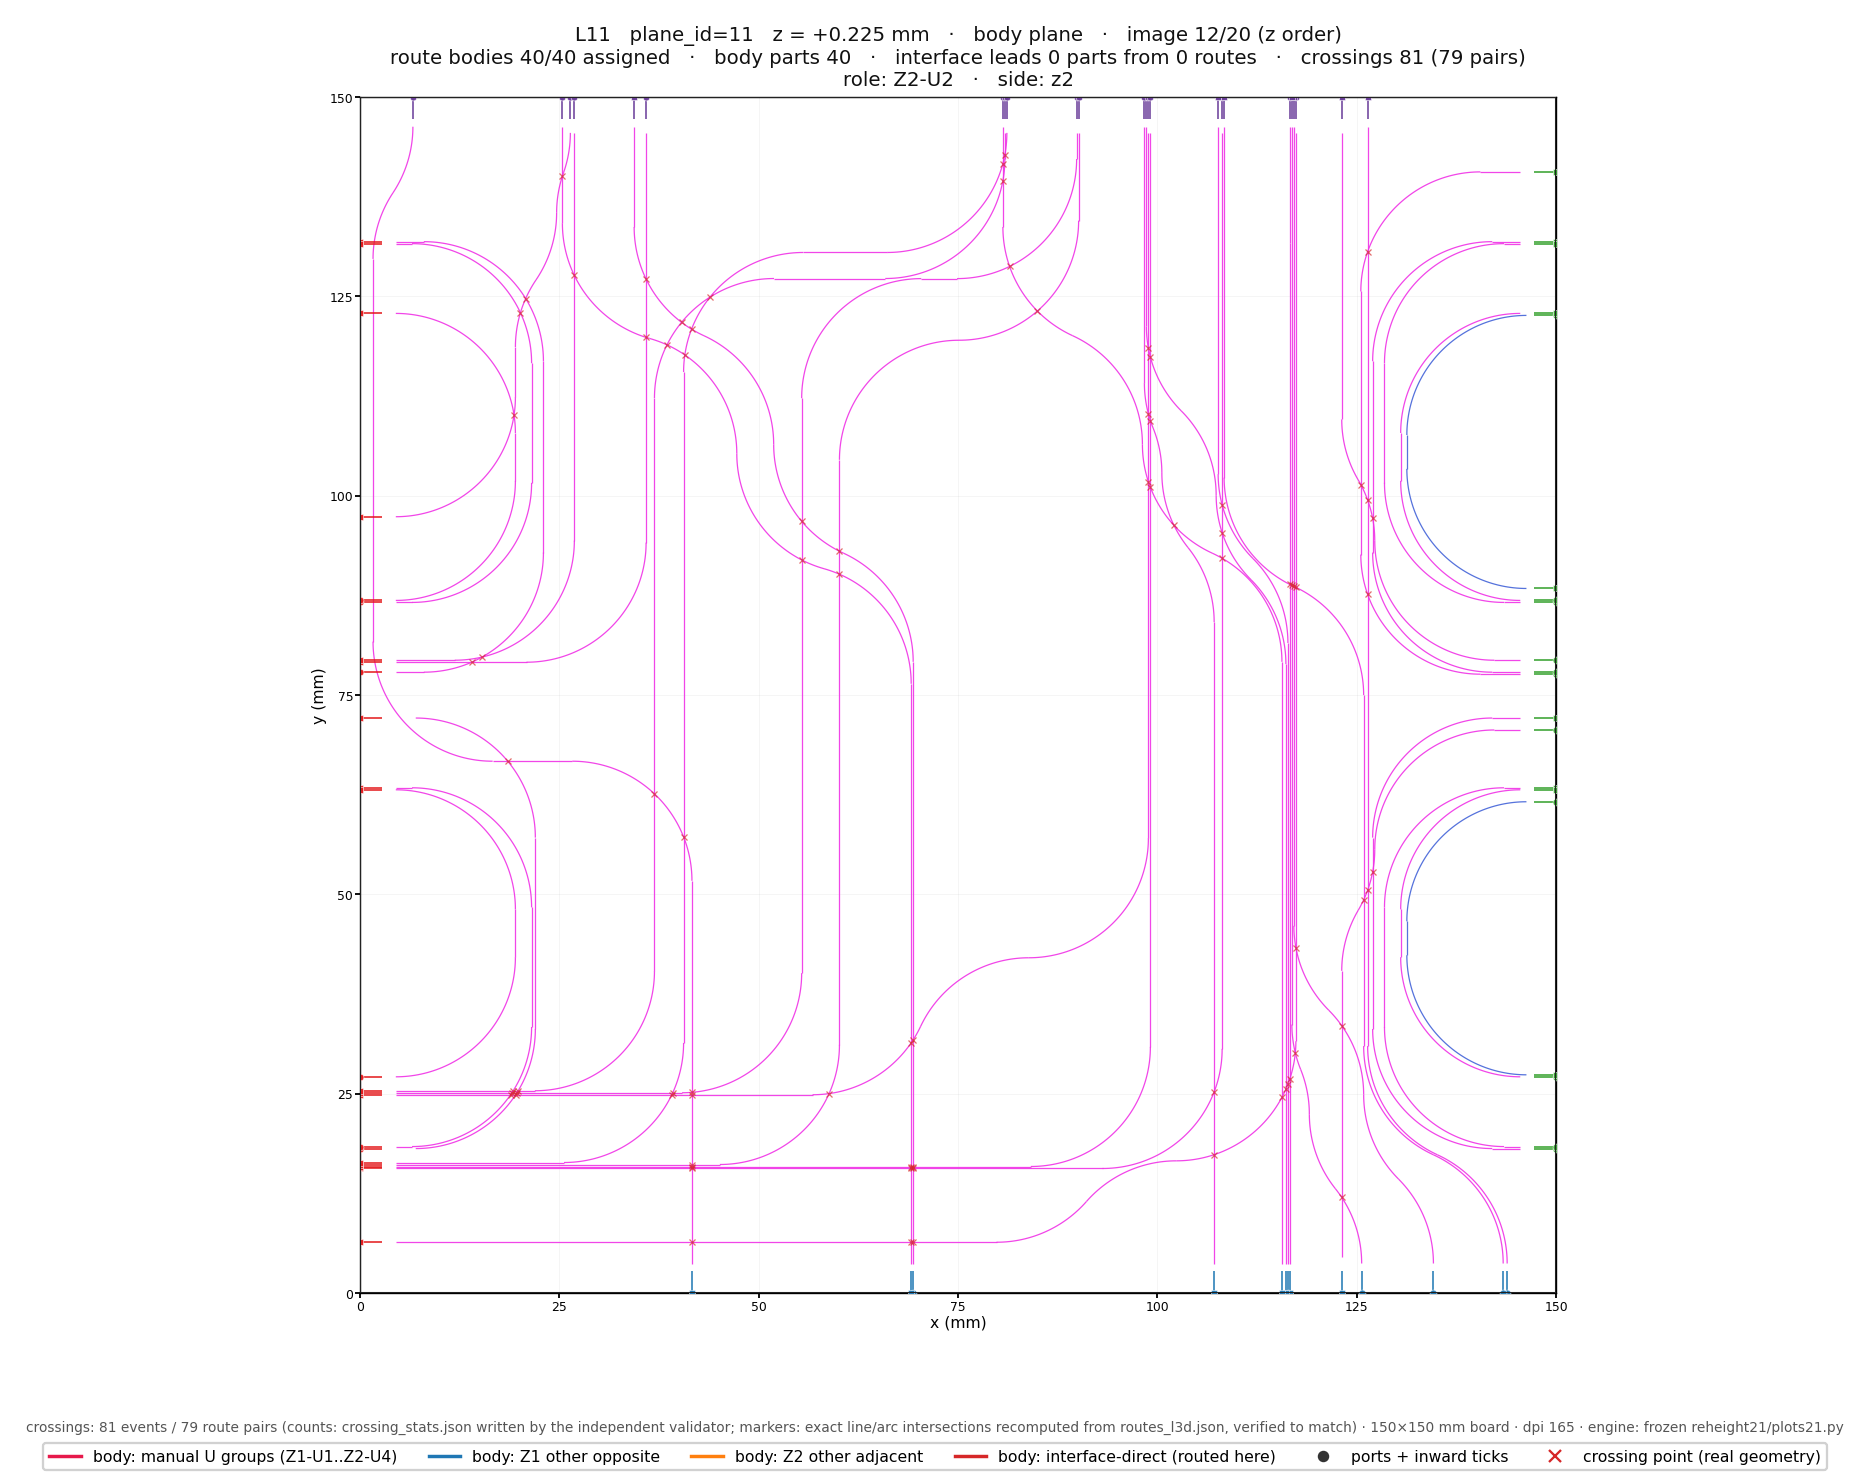 L11   plane_id=11   z = +0.225 mm   ·   body plane   ·   image 12/20 (z order)
route bodies 40/40 assigned   ·   body parts 40   ·   interface leads 0 parts from 0 routes   ·   crossings 81 (79 pairs)
role: Z2-U2   ·   side: z2
150
125
100
75
50
25
0
y (mm)
0 25 50 75 100 125 150
x (mm)
crossings: 81 events / 79 route pairs (counts: crossing_stats.json written by the independent validator; markers: exact line/arc intersections recomputed from routes_l3d.json, verified to match) · 150×150 mm board · dpi 165 · engine: frozen reheight21/plots21.py
body: manual U groups (Z1-U1..Z2-U4) body: Z1 other opposite body: Z2 other adjacent body: interface-direct (routed here) ports + inward ticks crossing point (real geometry)